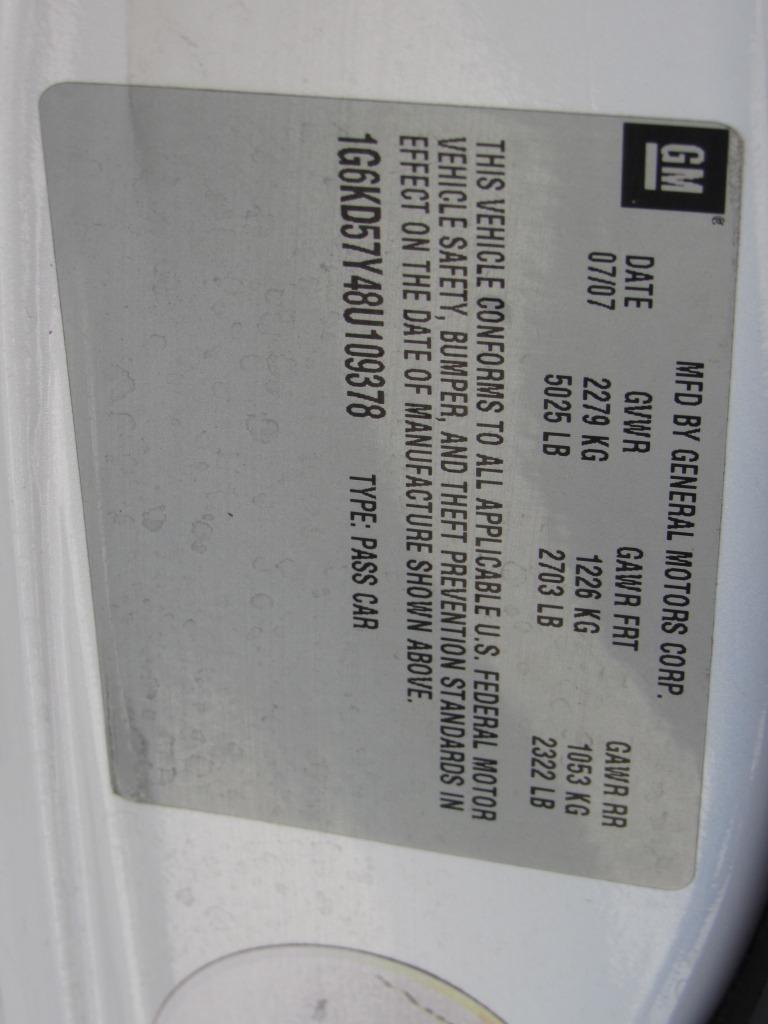 GM®
MFD BY GENERAL MOTORS CORP.
DATE GVWR GAWR FRT GAWR RR
07/07 2279 KG 1226 KG 1053 KG
5025 LB 2703 LB 2322 LB
THIS VEHICLE CONFORMS TO ALL APPLICABLE U.S. FEDERAL MOTOR
VEHICLE SAFETY, BUMPER, AND THEFT PREVENTION STANDARDS IN
EFFECT ON THE DATE OF MANUFACTURE SHOWN ABOVE.
1G6KD57Y48U109378 TYPE: PASS CAR